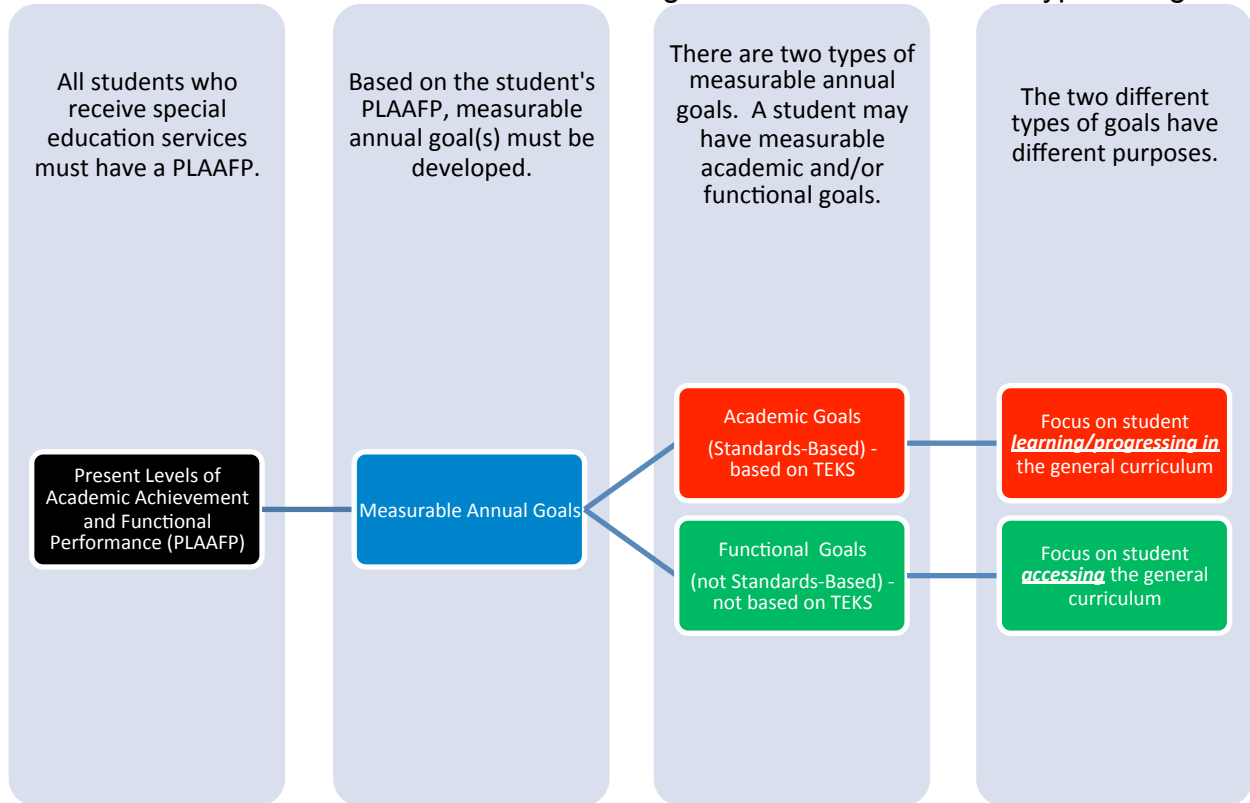 All students who
receive special
education services
must have a PLAAFP.
Based on the student's
PLAAFP, measurable
annual goal(s) must be
developed.
There are two types of
measurable annual
goals.  A student may
have measurable
academic and/or
functional goals.
The two different
types of goals have
different purposes.
Present Levels of
Academic Achievement
and Functional
Performance (PLAAFP)
Measurable Annual Goals
Academic Goals
(Standards-Based) -
based on TEKS
Functional  Goals
(not Standards-Based) -
not based on TEKS
Focus on student
learning/progressing in
the general curriculum
Focus on student
accessing the general
curriculum